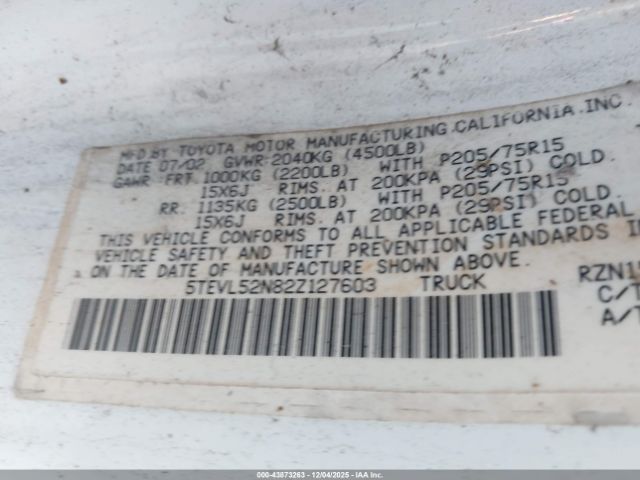 MFD.BY TOYOTA MOTOR MANUFACTURING,CALIFORNIA,INC.
DATE 07/02 GVWR 2040KG (4500LB)
GAWR FRT 1000KG (2200LB) WITH P205/75R15
15X6J RIMS. AT 200KPA (29PSI) COLD.
RR. 1135KG (2500LB) WITH P205/75R15
15X6J RIMS. AT 200KPA (29PSI) COLD.
THIS VEHICLE CONFORMS TO ALL APPLICABLE FEDERAL
VEHICLE SAFETY AND THEFT PREVENTION STANDARDS
ON THE DATE OF MANUFACTURE SHOWN ABOVE.
5TEVL52N82Z127603 TRUCK
C/T
A/T
000-43873263 - 12/04/2025 - IAAI.COM